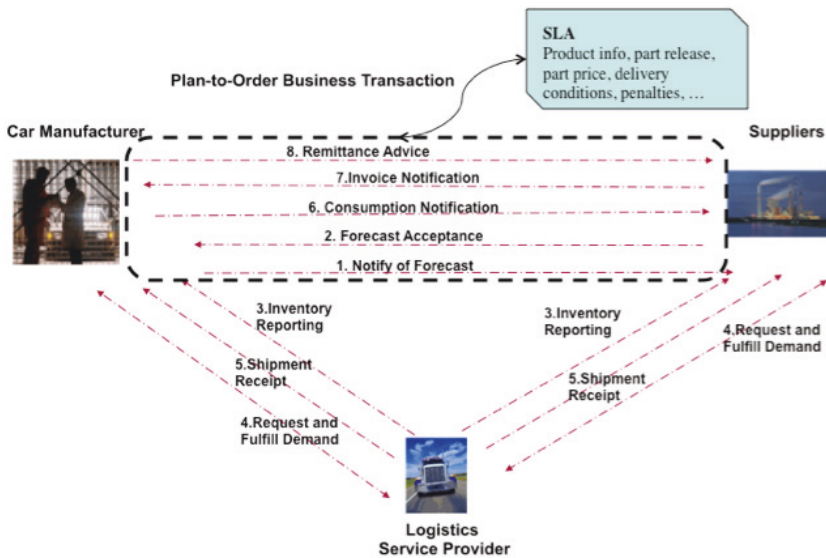 SLA
Product info, part release,
part price, delivery
conditions, penalties, …
Plan-to-Order Business Transaction
Car Manufacturer
Suppliers
8. Remittance Advice
7.Invoice Notification
6. Consumption Notification
2. Forecast Acceptance
1. Notify of Forecast
3.Inventory
Reporting
3.Inventory
Reporting
4.Request and
Fulfill Demand
5.Shipment
Receipt
5.Shipment
Receipt
4.Request and
Fulfill Demand
Logistics
Service Provider